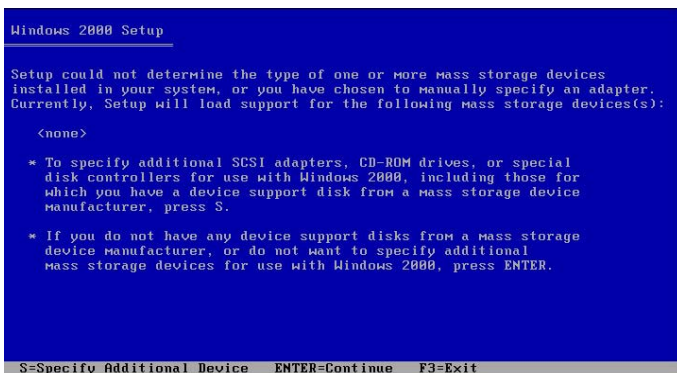 Windows 2000 Setup
Setup could not determine the type of one or more mass storage devices
installed in your system, or you have chosen to manually specify an adapter.
Currently, Setup will load support for the following mass storage devices(s):
<none>
* To specify additional SCSI adapters, CD-ROM drives, or special
disk controllers for use with Windows 2000, including those for
which you have a device support disk from a mass storage device
manufacturer, press S.
* If you do not have any device support disks from a mass storage
device manufacturer, or do not want to specify additional
mass storage devices for use with Windows 2000, press ENTER.
S=Specify Additional Device ENTER=Continue F3=Exit